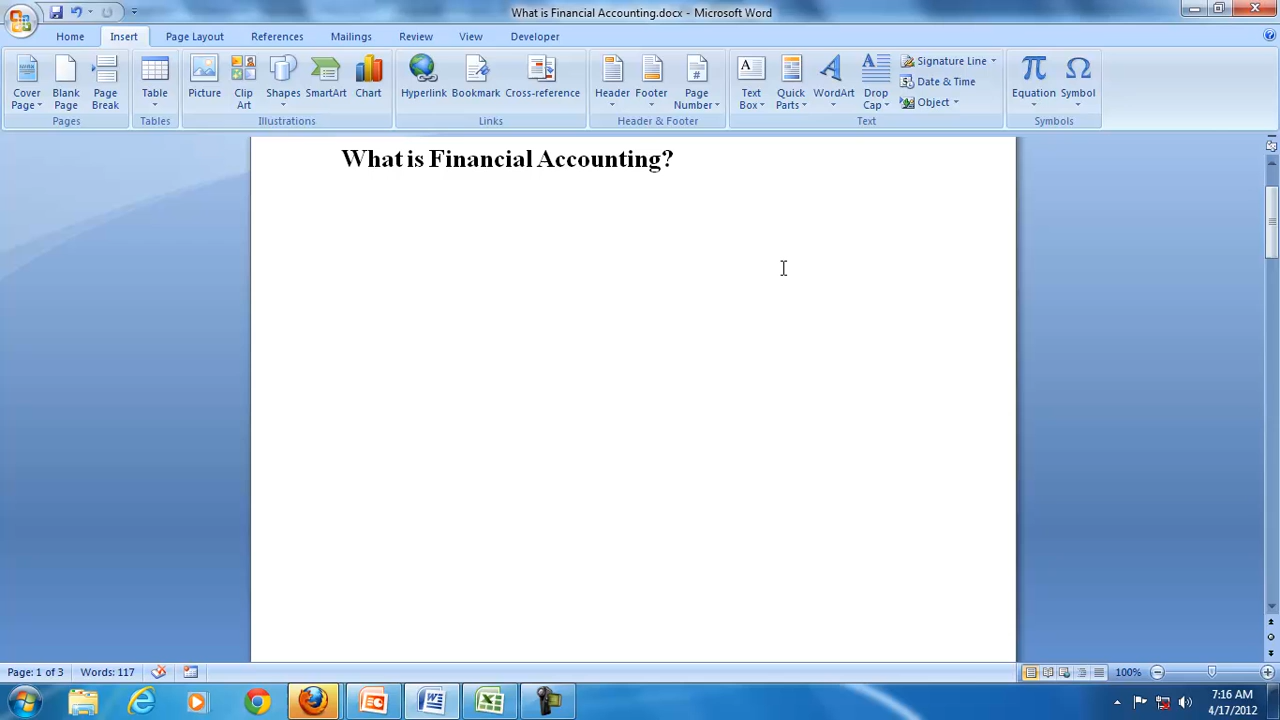 What is Financial Accounting.docx - Microsoft Word
Home Insert Page Layout References Mailings Review View Developer
Cover Page Blank Page Page Break Table Picture Clip Art Shapes SmartArt Chart Hyperlink Bookmark Cross-reference Header Footer Page Number Text Box Quick Parts WordArt Drop Cap Signature Line Date & Time Object Equation Symbol
Pages Tables Illustrations Links Header & Footer Text Symbols
What is Financial Accounting?
Page: 1 of 3 Words: 117 100%
7:16 AM
4/17/2012